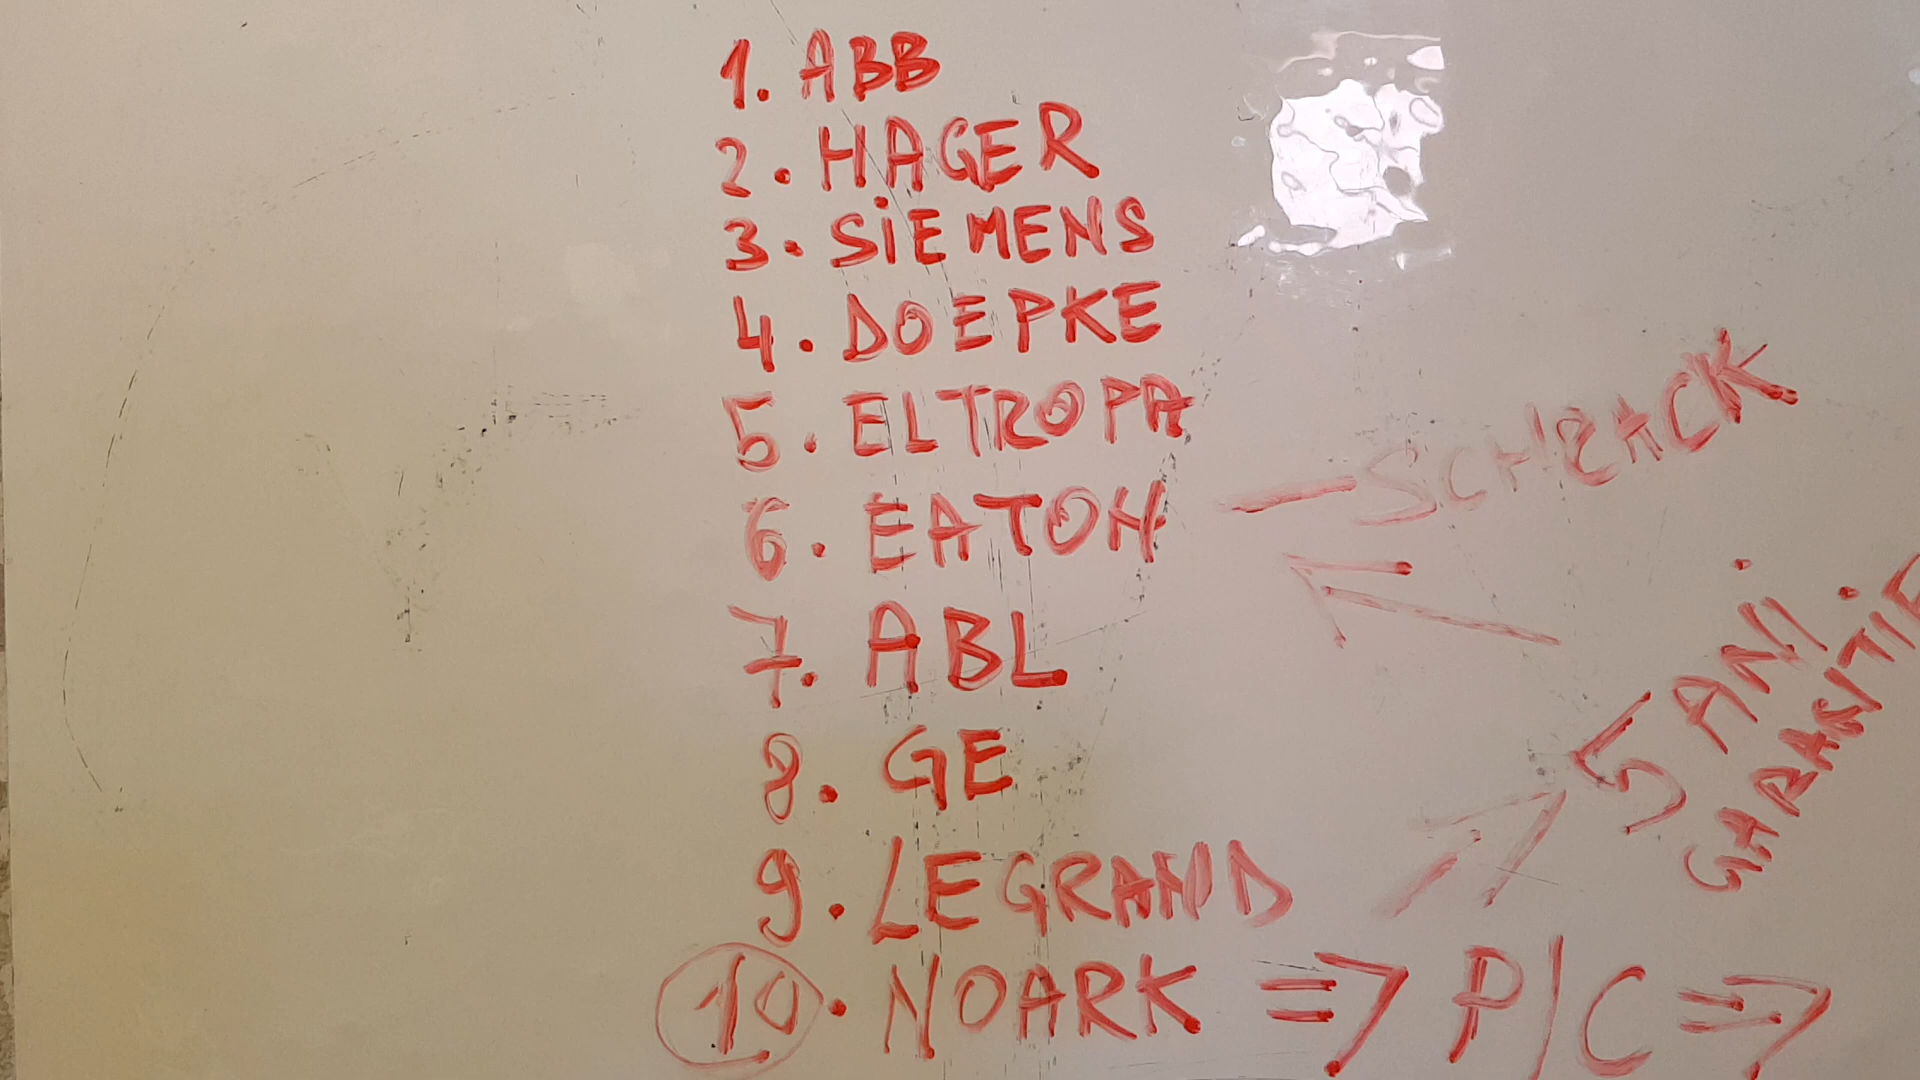 1. ABB
2. HAGER
3. SiEMENS
4. DOEPKE
5. ELTROPA
6. EATON — SCHRACK
7. ABL
8. GE
9. LEGRAND
10. NOARK ⇒ P/C ⇒
5 ANI
GARANTIE